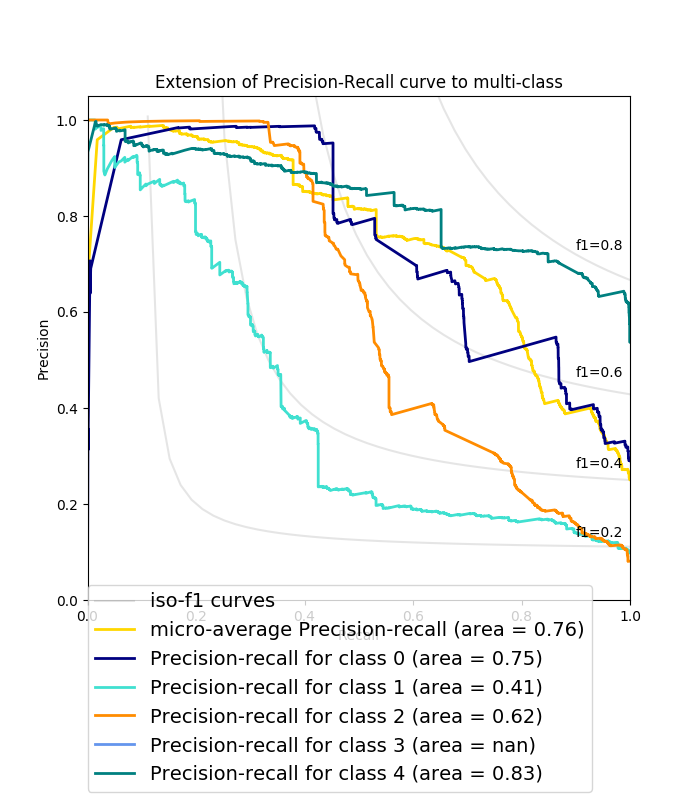 Extension of Precision-Recall curve to multi-class
1.0
0.8
0.6
0.4
0.2
0.0
Precision
f1=0.8
f1=0.6
f1=0.4
f1=0.2
0.0 0.2 0.4 0.6 0.8 1.0
Recall
iso-f1 curves
micro-average Precision-recall (area = 0.76)
Precision-recall for class 0 (area = 0.75)
Precision-recall for class 1 (area = 0.41)
Precision-recall for class 2 (area = 0.62)
Precision-recall for class 3 (area = nan)
Precision-recall for class 4 (area = 0.83)